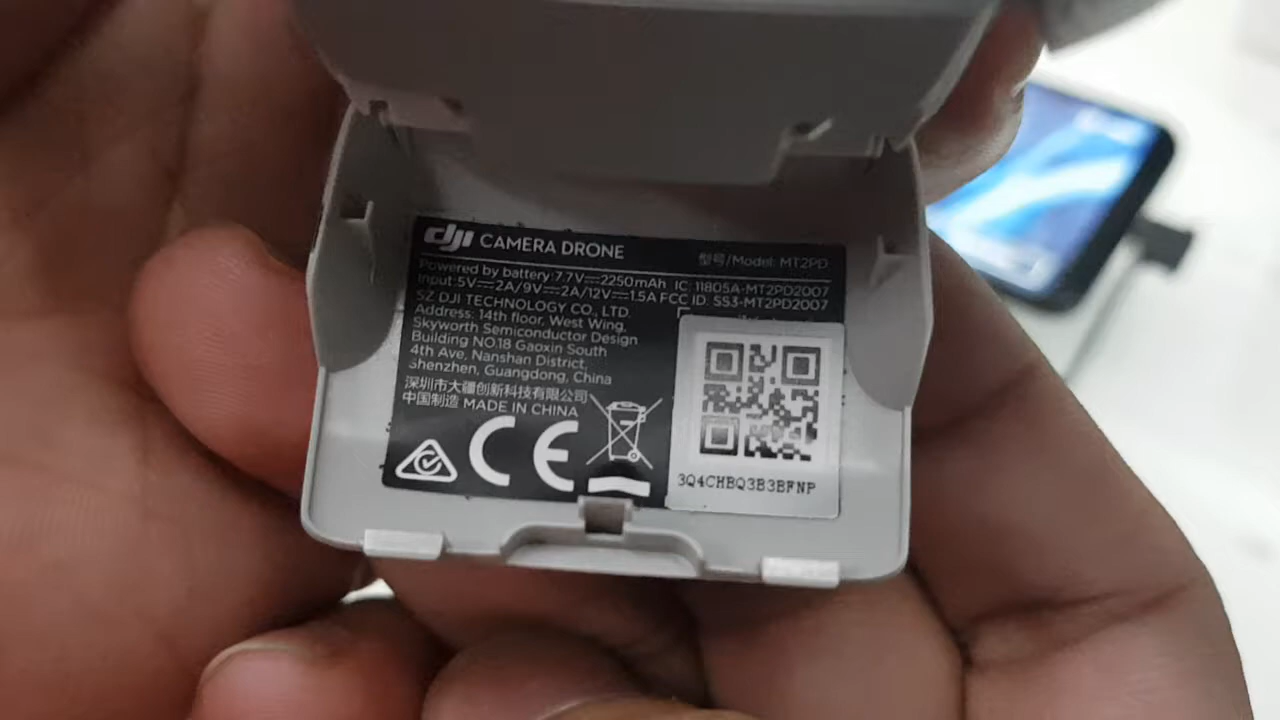 dji CAMERA DRONE
型号/Model: MT2PD
Powered by battery:7.7V⎓2250mAh IC: 11805A-MT2PD2007
Input:5V⎓2A/9V⎓2A/12V⎓1.5A FCC ID: SS3-MT2PD2007
SZ DJI TECHNOLOGY CO., LTD.
Address: 14th floor, West Wing,
Skyworth Semiconductor Design
Building NO.18 Gaoxin South
4th Ave, Nanshan District,
Shenzhen, Guangdong, China
深圳市大疆创新科技有限公司
中国制造 MADE IN CHINA
CE
3Q4CHBQ3B3BFNP